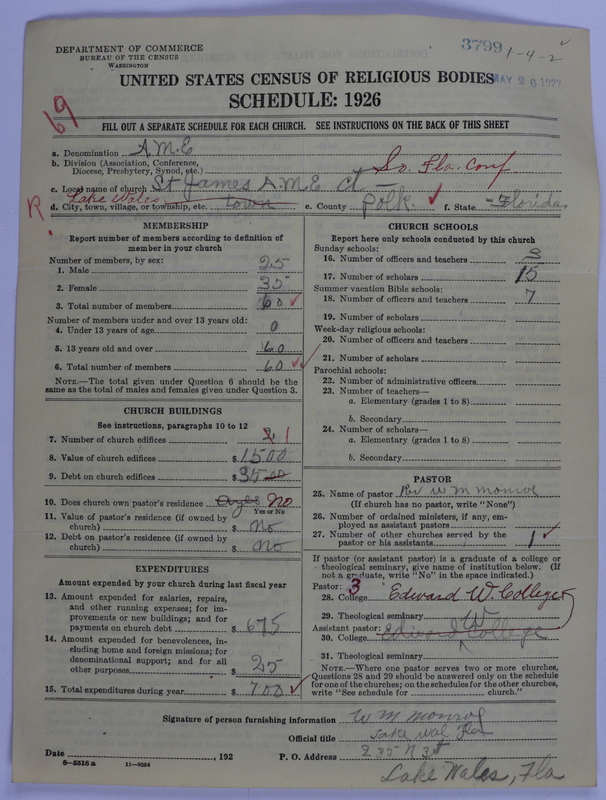 DEPARTMENT OF COMMERCE
BUREAU OF THE CENSUS
WASHINGTON
3799 1-4-2
MAY 26 1927
UNITED STATES CENSUS OF RELIGIOUS BODIES
SCHEDULE: 1926
69
FILL OUT A SEPARATE SCHEDULE FOR EACH CHURCH. SEE INSTRUCTIONS ON THE BACK OF THIS SHEET
a. Denomination A.M.E
b. Division (Association, Conference, Diocese, Presbytery, Synod, etc.) So. Fla. Conf
c. Local name of church St James A.M.E Ch
R. Lake Wales
d. City, town, village, or township, etc. town e. County Polk f. State Florida
MEMBERSHIP
Report number of members according to definition of member in your church
Number of members, by sex:
1. Male 25
2. Female 35
3. Total number of members 60
Number of members under and over 13 years old:
4. Under 13 years of age 0
5. 13 years old and over 60
6. Total number of members 60
NOTE.—The total given under Question 6 should be the same as the total of males and females given under Question 3.
CHURCH BUILDINGS
See instructions, paragraphs 10 to 12
7. Number of church edifices 1
8. Value of church edifices $ 1500
9. Debt on church edifices $ 3500
10. Does church own pastor's residence No
Yes or No
11. Value of pastor's residence (if owned by church) $ No
12. Debt on pastor's residence (if owned by church) $ No
EXPENDITURES
Amount expended by your church during last fiscal year
13. Amount expended for salaries, repairs, and other running expenses; for improvements or new buildings; and for payments on church debt $ 675
14. Amount expended for benevolences, including home and foreign missions; for denominational support; and for all other purposes $ 25
15. Total expenditures during year $ 700
CHURCH SCHOOLS
Report here only schools conducted by this church
Sunday schools:
16. Number of officers and teachers 3
17. Number of scholars 15
Summer vacation Bible schools:
18. Number of officers and teachers 7
19. Number of scholars
Week-day religious schools:
20. Number of officers and teachers
21. Number of scholars
Parochial schools:
22. Number of administrative officers
23. Number of teachers—
a. Elementary (grades 1 to 8)
b. Secondary
24. Number of scholars—
a. Elementary (grades 1 to 8)
b. Secondary
PASTOR
25. Name of pastor Rev W M Monroe
(If church has no pastor, write "None")
26. Number of ordained ministers, if any, employed as assistant pastors
27. Number of other churches served by the pastor or his assistants 1
If pastor (or assistant pastor) is a graduate of a college or theological seminary, give name of institution below. (If not a graduate, write "No" in the space indicated.)
Pastor: 3
28. College Edward W. College
29. Theological seminary
Assistant pastor: W
30. College Edward College
31. Theological seminary
NOTE.—Where one pastor serves two or more churches, Questions 28 and 29 should be answered only on the schedule for one of the churches; on the schedules for the other churches, write "See schedule for church."
Signature of person furnishing information W M Monroe
Official title Lake Wal Fla
Date , 192 P. O. Address 235 N 3st
6-5516 a 11-9034
Lake Wales, Fla